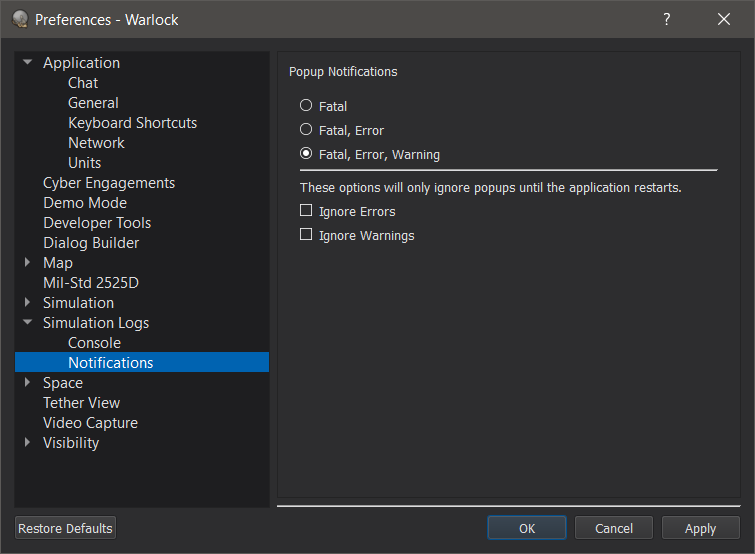 Preferences - Warlock
?
Application
Chat
General
Keyboard Shortcuts
Network
Units
Cyber Engagements
Demo Mode
Developer Tools
Dialog Builder
Map
Mil-Std 2525D
Simulation
Simulation Logs
Console
Notifications
Space
Tether View
Video Capture
Visibility
Popup Notifications
Fatal
Fatal, Error
Fatal, Error, Warning
These options will only ignore popups until the application restarts.
Ignore Errors
Ignore Warnings
Restore Defaults
OK
Cancel
Apply